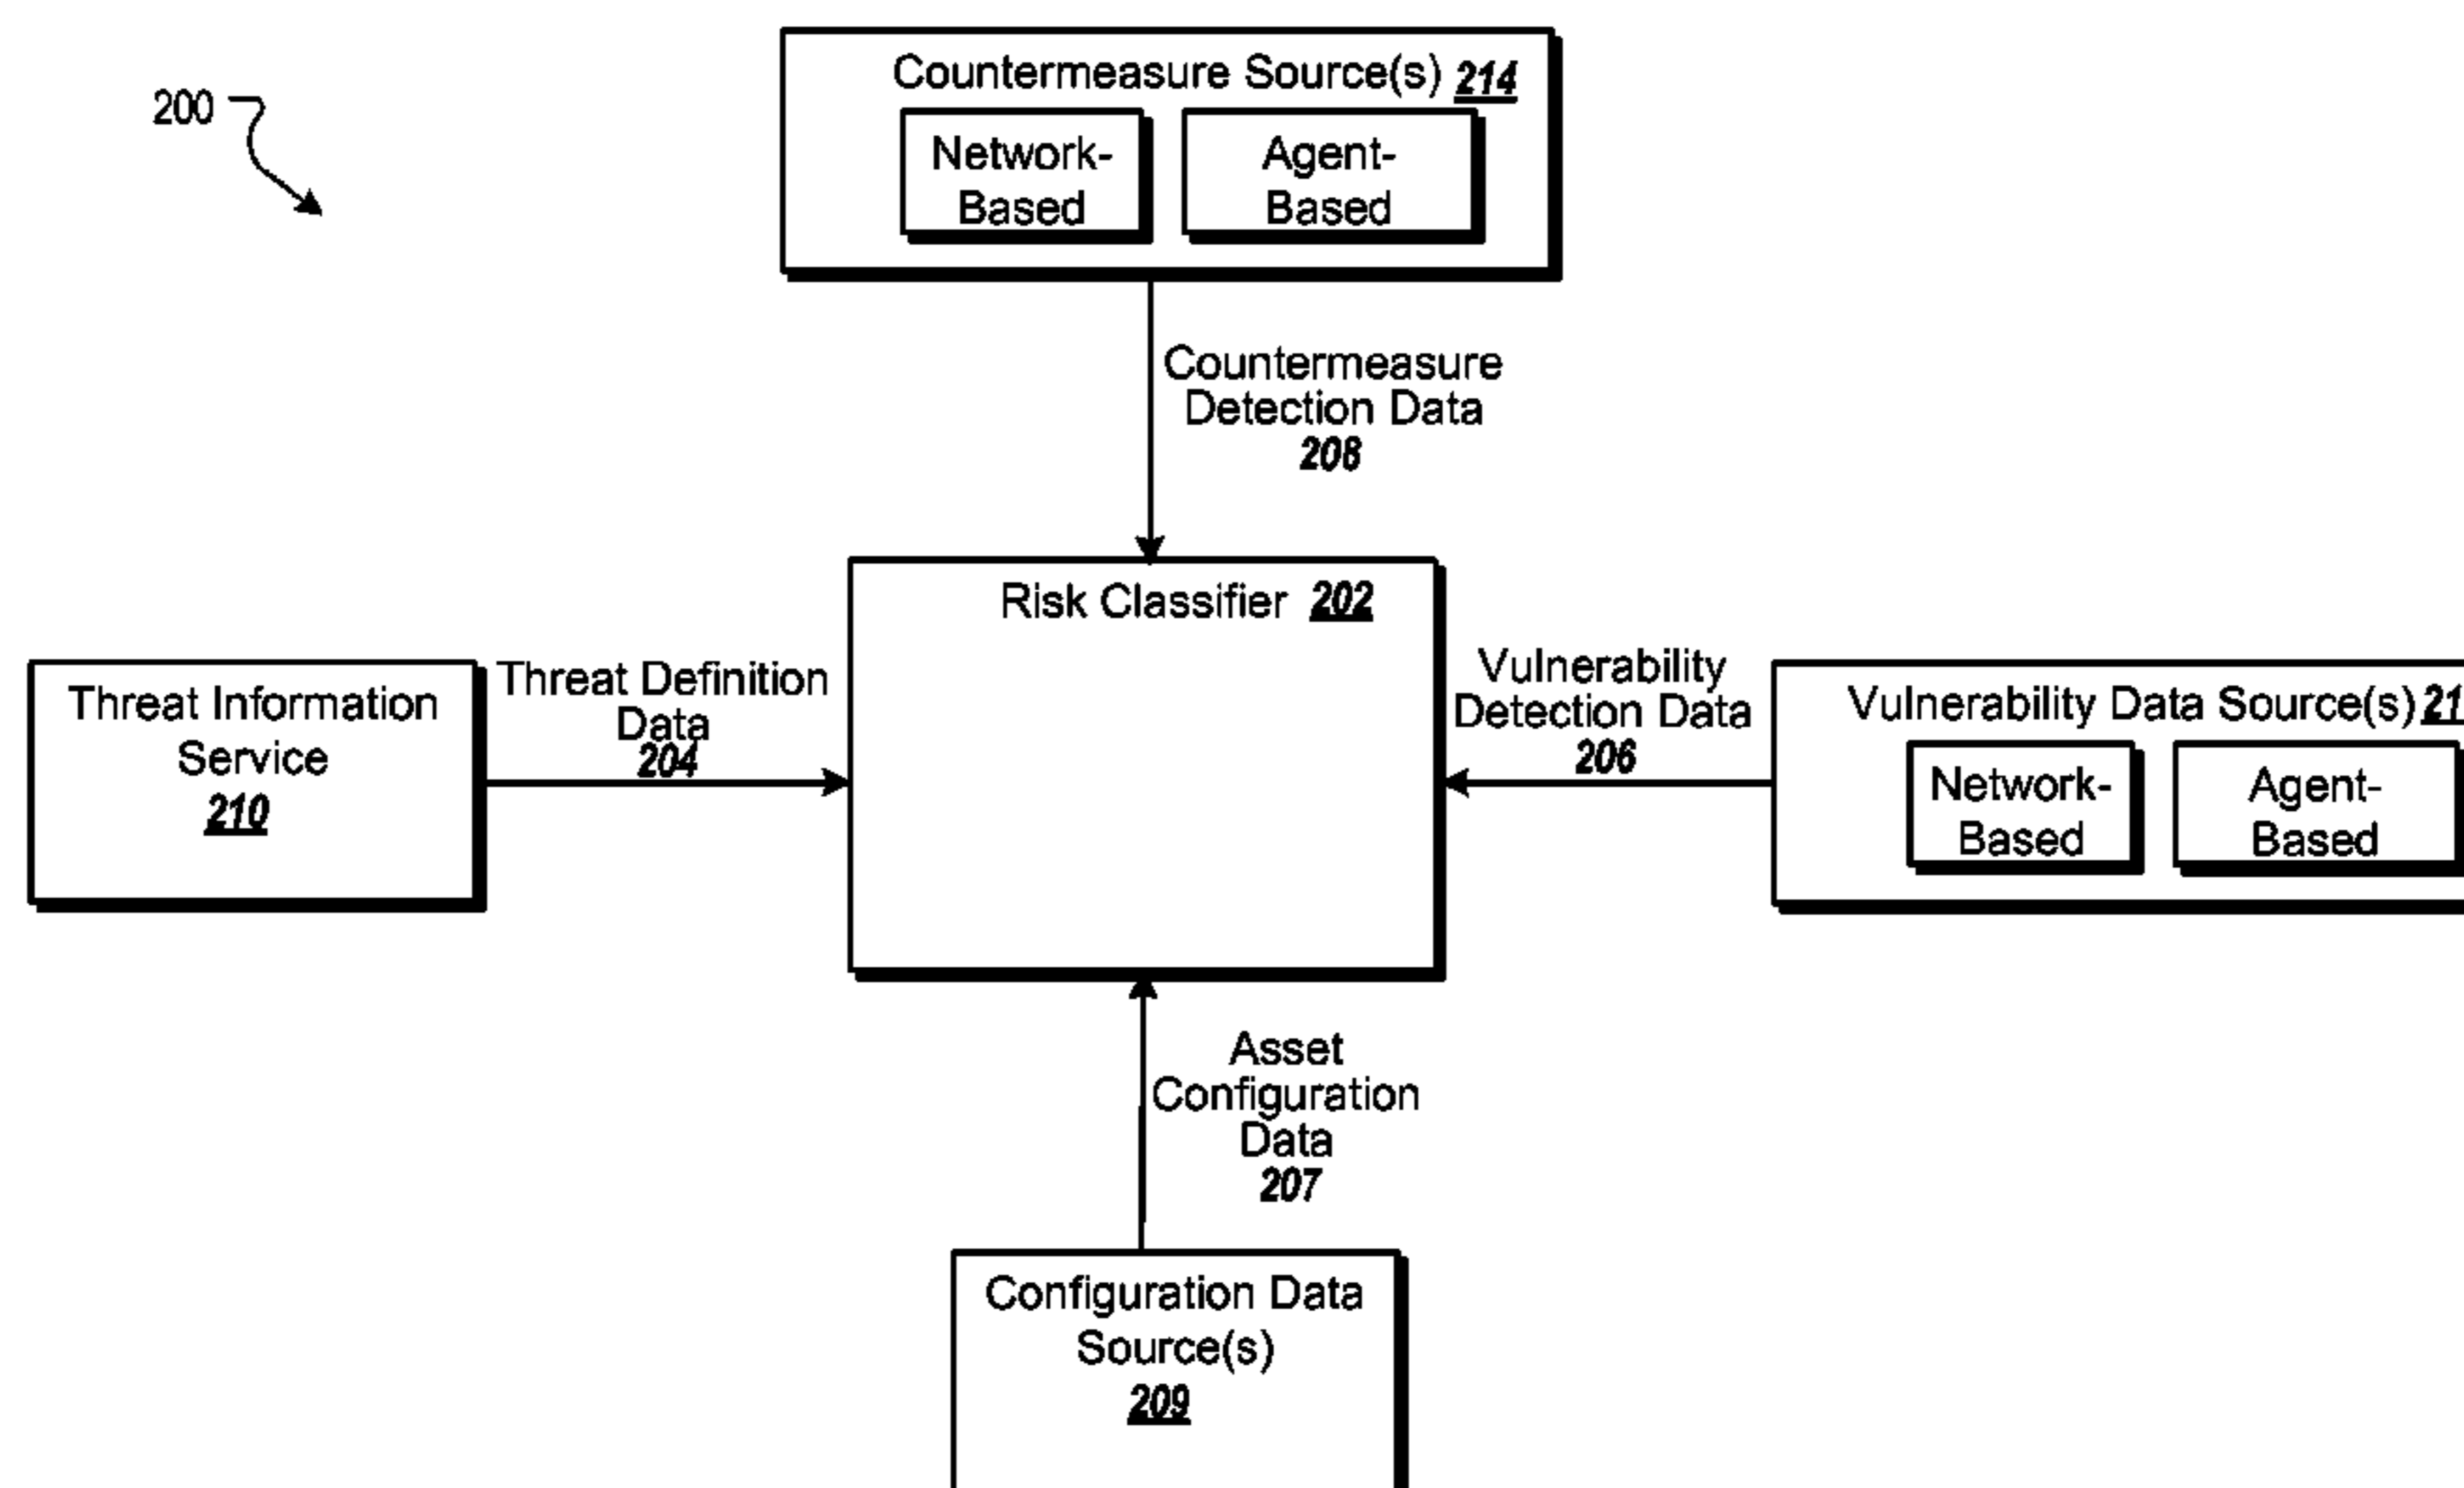 200
Countermeasure Source(s) 214
Network-
Based
Agent-
Based
Countermeasure
Detection Data
208
Risk Classifier 202
Threat Information
Service
210
Threat Definition
Data
204
Vulnerability
Detection Data
206
Vulnerability Data Source(s)
Network-
Based
Agent-
Based
Asset
Configuration
Data
207
Configuration Data
Source(s)
209